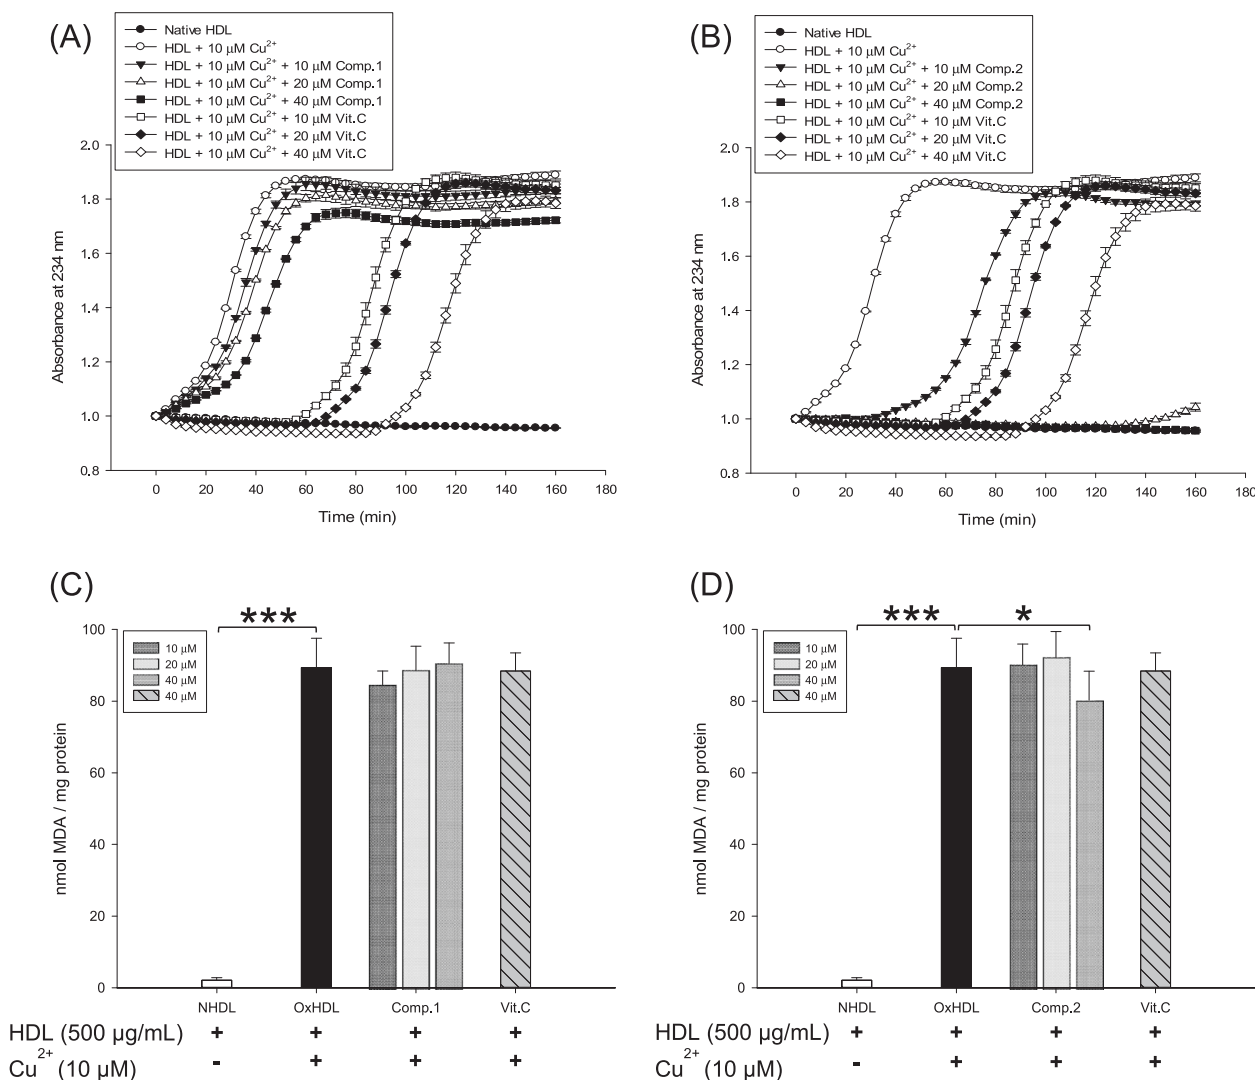 (A)
Native HDL
HDL + 10 µM Cu²⁺
HDL + 10 µM Cu²⁺ + 10 µM Comp.1
HDL + 10 µM Cu²⁺ + 20 µM Comp.1
HDL + 10 µM Cu²⁺ + 40 µM Comp.1
HDL + 10 µM Cu²⁺ + 10 µM Vit.C
HDL + 10 µM Cu²⁺ + 20 µM Vit.C
HDL + 10 µM Cu²⁺ + 40 µM Vit.C
2.0
1.8
1.6
1.4
1.2
1.0
0.8
Absorbance at 234 nm
0 20 40 60 80 100 120 140 160 180
Time (min)
(B)
Native HDL
HDL + 10 µM Cu²⁺
HDL + 10 µM Cu²⁺ + 10 µM Comp.2
HDL + 10 µM Cu²⁺ + 20 µM Comp.2
HDL + 10 µM Cu²⁺ + 40 µM Comp.2
HDL + 10 µM Cu²⁺ + 10 µM Vit.C
HDL + 10 µM Cu²⁺ + 20 µM Vit.C
HDL + 10 µM Cu²⁺ + 40 µM Vit.C
2.0
1.8
1.6
1.4
1.2
1.0
0.8
Absorbance at 234 nm
0 20 40 60 80 100 120 140 160 180
Time (min)
(C)
***
10 µM
20 µM
40 µM
40 µM
100
80
60
40
20
0
nmol MDA / mg protein
NHDL OxHDL Comp.1 Vit.C
HDL (500 µg/mL) + + + +
Cu²⁺ (10 µM) - + + +
(D)
*** *
10 µM
20 µM
40 µM
40 µM
100
80
60
40
20
0
nmol MDA / mg protein
NHDL OxHDL Comp.2 Vit.C
HDL (500 µg/mL) + + + +
Cu²⁺ (10 µM) - + + +